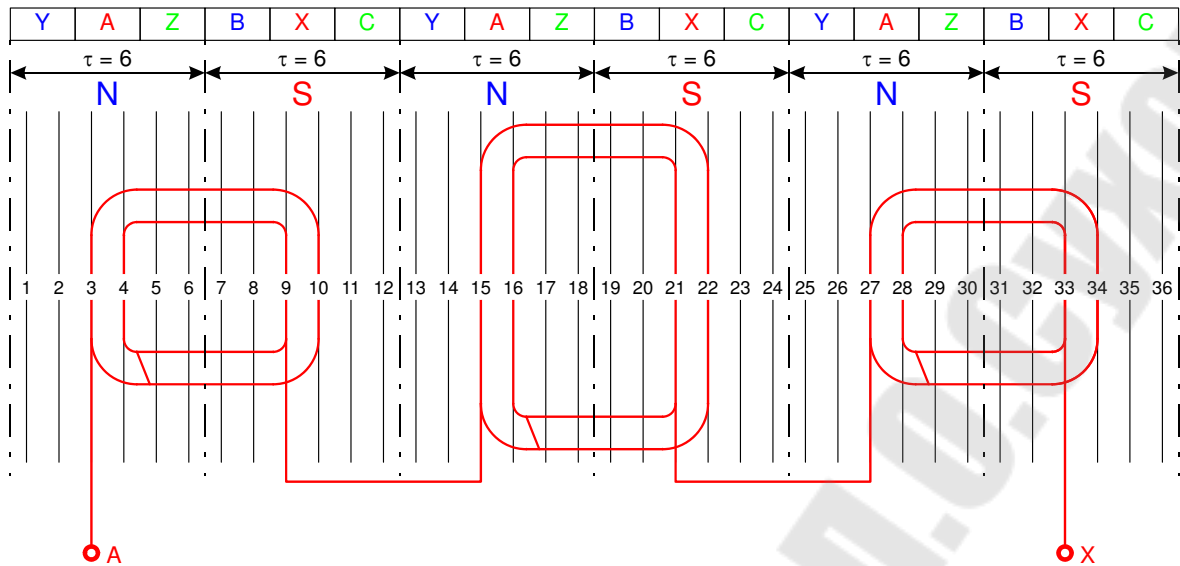 Y A Z B X C Y A Z B X C Y A Z B X C
τ = 6 τ = 6 τ = 6 τ = 6 τ = 6 τ = 6
N S N S N S
1 2 3 4 5 6 7 8 9 10 11 12 13 14 15 16 17 18 19 20 21 22 23 24 25 26 27 28 29 30 31 32 33 34 35 36
A X